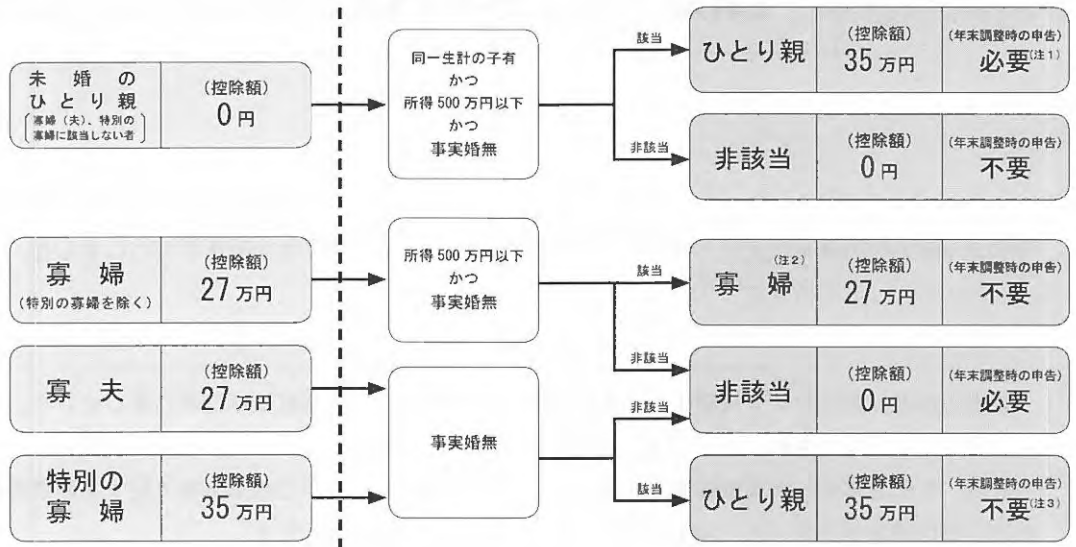 未婚の
ひとり親
寡婦（夫）、特別の
寡婦に該当しない者
(控除額)
0円
同一生計の子有
かつ
所得500万円以下
かつ
事実婚無
該当
ひとり親
(控除額)
35万円
(年末調整時の申告)
必要(注1)
非該当
非該当
(控除額)
0円
(年末調整時の申告)
不要
寡婦
(特別の寡婦を除く)
(控除額)
27万円
所得500万円以下
かつ
事実婚無
該当
寡婦(注2)
(控除額)
27万円
(年末調整時の申告)
不要
非該当
寡夫
(控除額)
27万円
事実婚無
非該当
非該当
(控除額)
0円
(年末調整時の申告)
必要
特別の
寡婦
(控除額)
35万円
該当
ひとり親
(控除額)
35万円
(年末調整時の申告)
不要(注3)